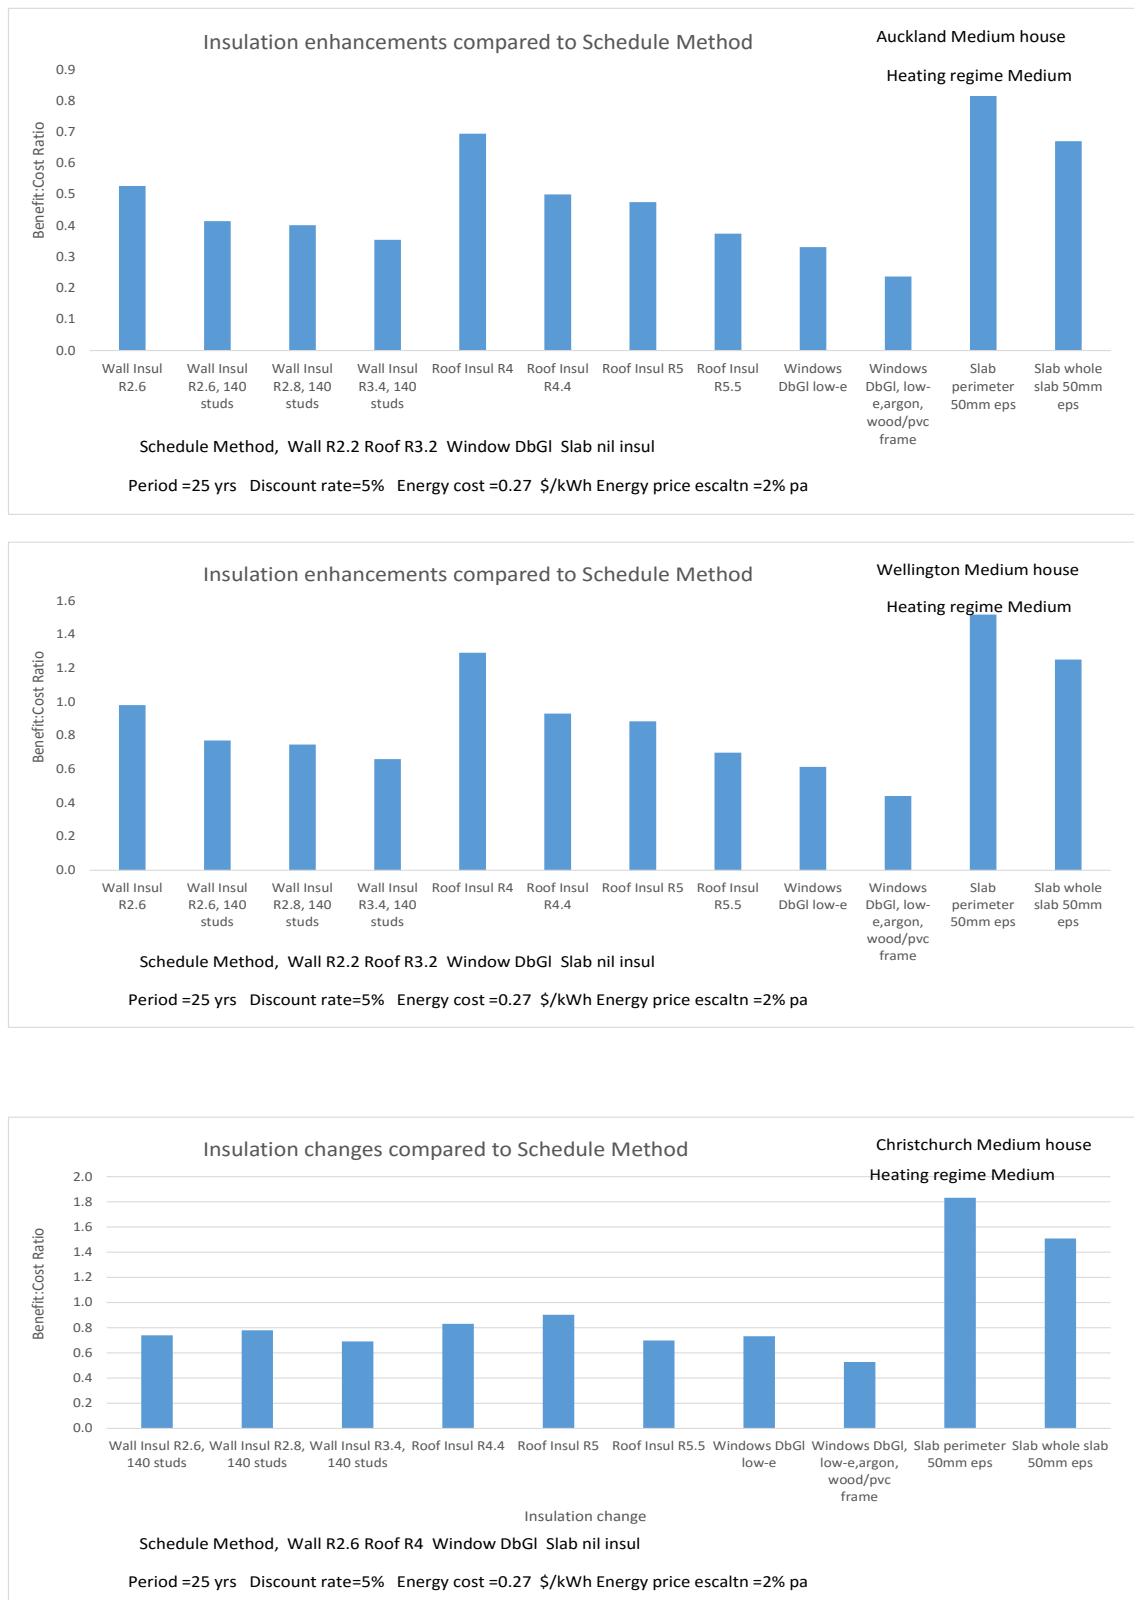 Insulation enhancements compared to Schedule Method
Auckland Medium house
Heating regime Medium
Benefit:Cost Ratio
0.9
0.8
0.7
0.6
0.5
0.4
0.3
0.2
0.1
0.0
Wall Insul
R2.6
Wall Insul
R2.6, 140
studs
Wall Insul
R2.8, 140
studs
Wall Insul
R3.4, 140
studs
Roof Insul R4
Roof Insul
R4.4
Roof Insul R5
Roof Insul
R5.5
Windows
DbGl low-e
Windows
DbGl, low-
e,argon,
wood/pvc
frame
Slab
perimeter
50mm eps
Slab whole
slab 50mm
eps
Schedule Method, Wall R2.2 Roof R3.2 Window DbGl Slab nil insul
Period =25 yrs Discount rate=5% Energy cost =0.27 $/kWh Energy price escaltn =2% pa
Insulation enhancements compared to Schedule Method
Wellington Medium house
Heating regime Medium
Benefit:Cost Ratio
1.6
1.4
1.2
1.0
0.8
0.6
0.4
0.2
0.0
Wall Insul
R2.6
Wall Insul
R2.6, 140
studs
Wall Insul
R2.8, 140
studs
Wall Insul
R3.4, 140
studs
Roof Insul R4
Roof Insul
R4.4
Roof Insul R5
Roof Insul
R5.5
Windows
DbGl low-e
Windows
DbGl, low-
e,argon,
wood/pvc
frame
Slab
perimeter
50mm eps
Slab whole
slab 50mm
eps
Schedule Method, Wall R2.2 Roof R3.2 Window DbGl Slab nil insul
Period =25 yrs Discount rate=5% Energy cost =0.27 $/kWh Energy price escaltn =2% pa
Insulation changes compared to Schedule Method
Christchurch Medium house
Heating regime Medium
Benefit:Cost Ratio
2.0
1.8
1.6
1.4
1.2
1.0
0.8
0.6
0.4
0.2
0.0
Wall Insul R2.6,
140 studs
Wall Insul R2.8,
140 studs
Wall Insul R3.4,
140 studs
Roof Insul R4.4
Roof Insul R5
Roof Insul R5.5
Windows DbGl
low-e
Windows DbGl,
low-e,argon,
wood/pvc
frame
Slab perimeter
50mm eps
Slab whole slab
50mm eps
Insulation change
Schedule Method, Wall R2.6 Roof R4 Window DbGl Slab nil insul
Period =25 yrs Discount rate=5% Energy cost =0.27 $/kWh Energy price escaltn =2% pa